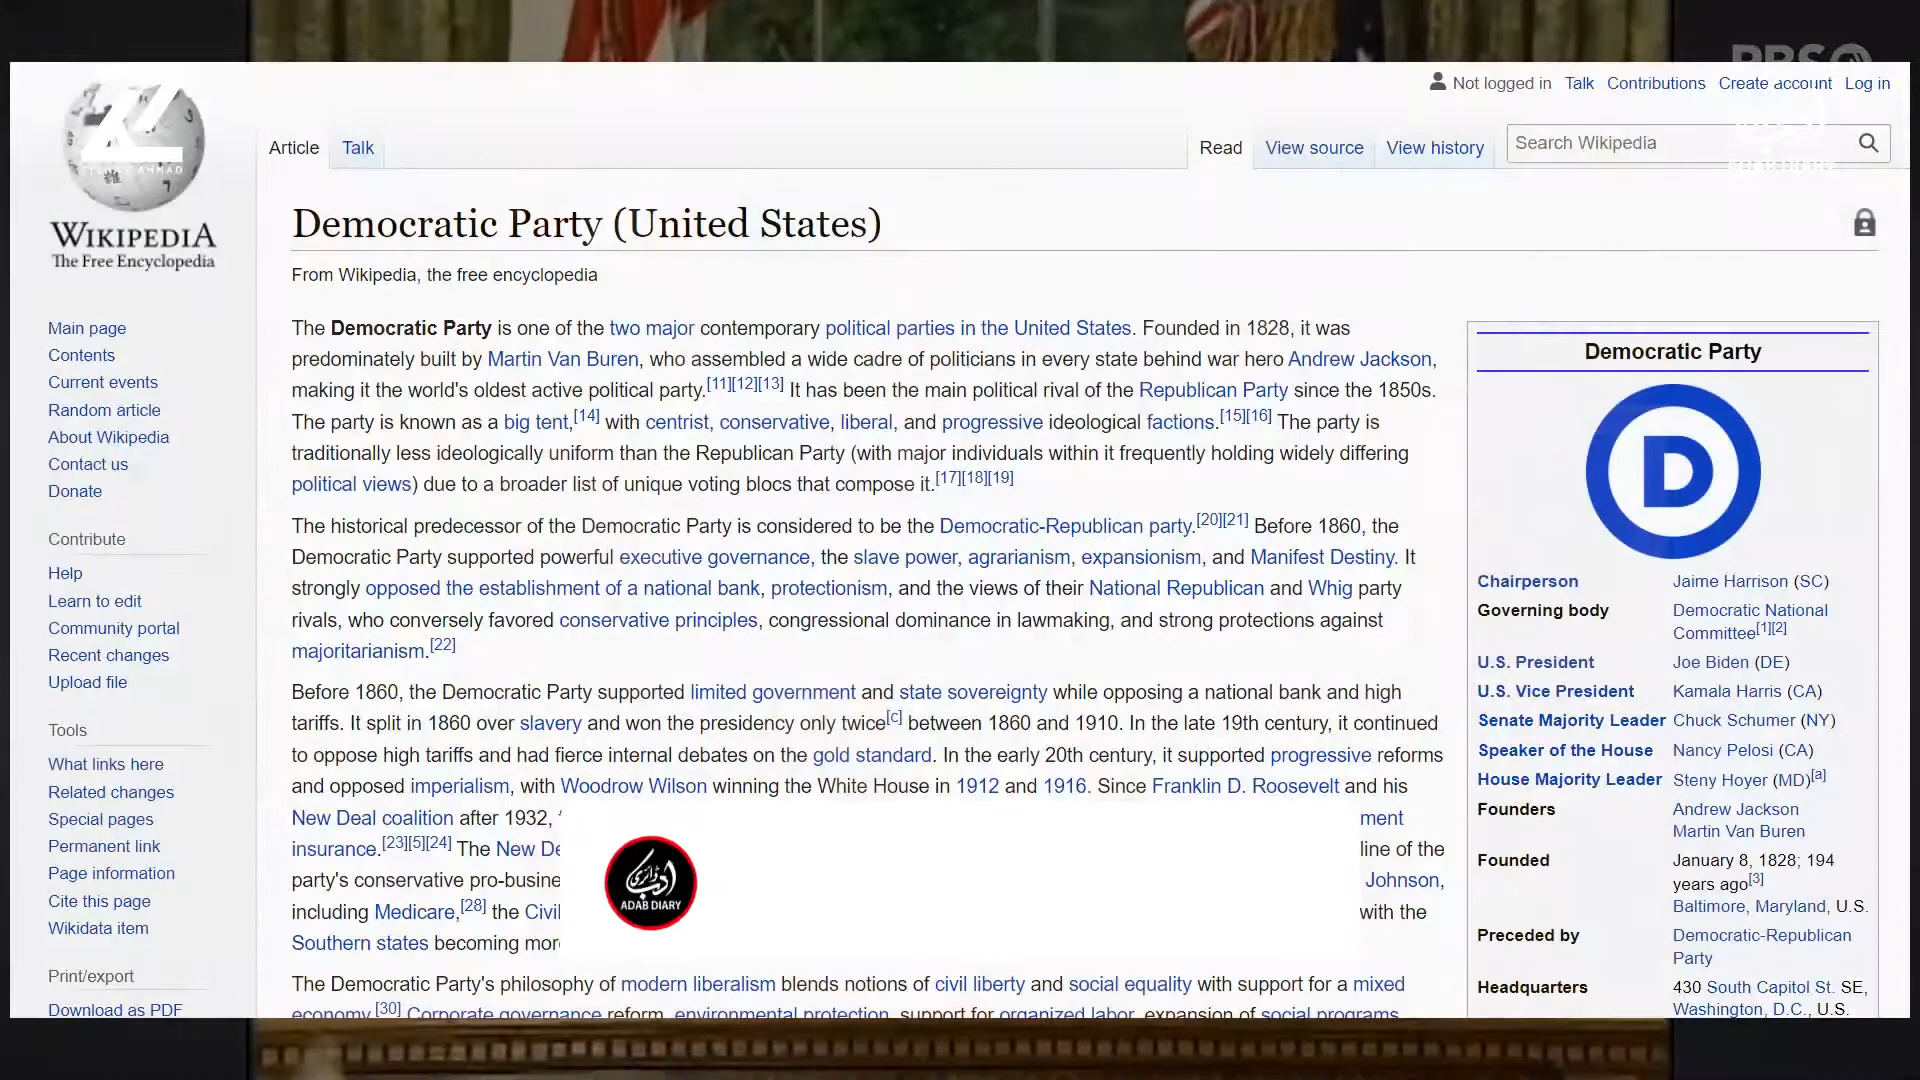 PBS
Not logged in Talk Contributions Create account Log in
Article Talk Read View source View history Search Wikipedia
AHMAD
ADAB DIARY
WIKIPEDIA
The Free Encyclopedia
Democratic Party (United States)
From Wikipedia, the free encyclopedia
Main page
Contents
Current events
Random article
About Wikipedia
Contact us
Donate
Contribute
Help
Learn to edit
Community portal
Recent changes
Upload file
Tools
What links here
Related changes
Special pages
Permanent link
Page information
Cite this page
Wikidata item
Print/export
Download as PDF
The Democratic Party is one of the two major contemporary political parties in the United States. Founded in 1828, it was
predominately built by Martin Van Buren, who assembled a wide cadre of politicians in every state behind war hero Andrew Jackson,
making it the world's oldest active political party.[11][12][13] It has been the main political rival of the Republican Party since the 1850s.
The party is known as a big tent,[14] with centrist, conservative, liberal, and progressive ideological factions.[15][16] The party is
traditionally less ideologically uniform than the Republican Party (with major individuals within it frequently holding widely differing
political views) due to a broader list of unique voting blocs that compose it.[17][18][19]
The historical predecessor of the Democratic Party is considered to be the Democratic-Republican party.[20][21] Before 1860, the
Democratic Party supported powerful executive governance, the slave power, agrarianism, expansionism, and Manifest Destiny. It
strongly opposed the establishment of a national bank, protectionism, and the views of their National Republican and Whig party
rivals, who conversely favored conservative principles, congressional dominance in lawmaking, and strong protections against
majoritarianism.[22]
Before 1860, the Democratic Party supported limited government and state sovereignty while opposing a national bank and high
tariffs. It split in 1860 over slavery and won the presidency only twice[c] between 1860 and 1910. In the late 19th century, it continued
to oppose high tariffs and had fierce internal debates on the gold standard. In the early 20th century, it supported progressive reforms
and opposed imperialism, with Woodrow Wilson winning the White House in 1912 and 1916. Since Franklin D. Roosevelt and his
New Deal coalition after 1932, ment
insurance.[23][5][24] The New De line of the
party's conservative pro-busine Johnson,
including Medicare,[28] the Civil with the
Southern states becoming more
ادب ڈائری
ADAB DIARY
The Democratic Party's philosophy of modern liberalism blends notions of civil liberty and social equality with support for a mixed
economy.[30] Corporate governance reform, environmental protection, support for organized labor, expansion of social programs,
Democratic Party
D
Chairperson Jaime Harrison (SC)
Governing body Democratic National
Committee[1][2]
U.S. President Joe Biden (DE)
U.S. Vice President Kamala Harris (CA)
Senate Majority Leader Chuck Schumer (NY)
Speaker of the House Nancy Pelosi (CA)
House Majority Leader Steny Hoyer (MD)[a]
Founders Andrew Jackson
Martin Van Buren
Founded January 8, 1828; 194
years ago[3]
Baltimore, Maryland, U.S.
Preceded by Democratic-Republican
Party
Headquarters 430 South Capitol St. SE,
Washington, D.C., U.S.